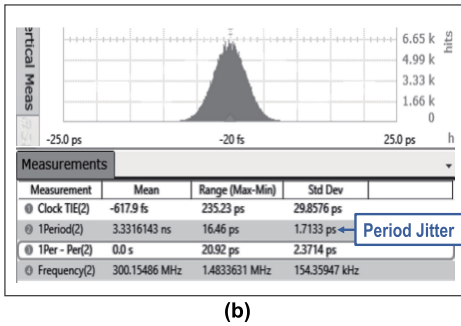 ertical Meas
6.65 k
4.99 k
3.33 k
1.66 k
0
hits
-25.0 ps -20 fs 25.0 ps h
Measurements
Measurement Mean Range (Max-Min) Std Dev
Clock TIE(2) -617.9 fs 235.23 ps 29.8576 ps
1Period(2) 3.3316143 ns 16.46 ps 1.7133 ps Period Jitter
1Per - Per(2) 0.0 s 20.92 ps 2.3714 ps
Frequency(2) 300.15486 MHz 1.4833631 MHz 154.35947 kHz
(b)